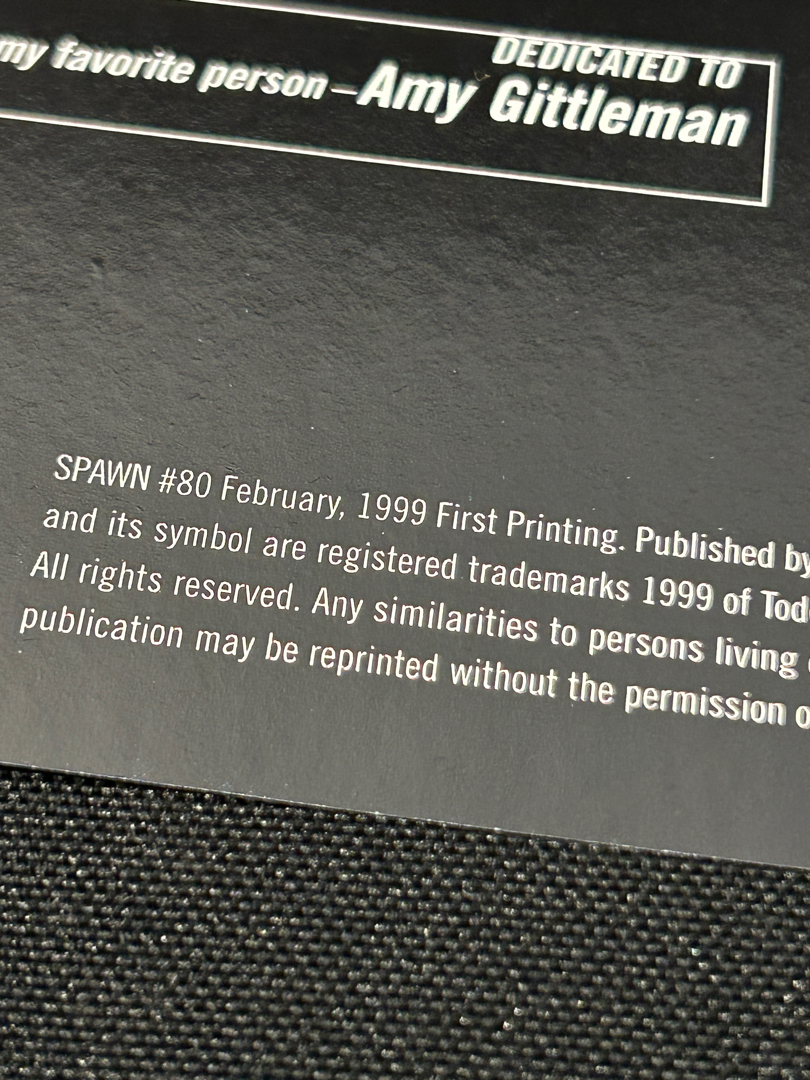 DEDICATED TO
my favorite person–Amy Gittleman
SPAWN #80 February, 1999 First Printing. Published by
and its symbol are registered trademarks 1999 of Tod
All rights reserved. Any similarities to persons living
publication may be reprinted without the permission o